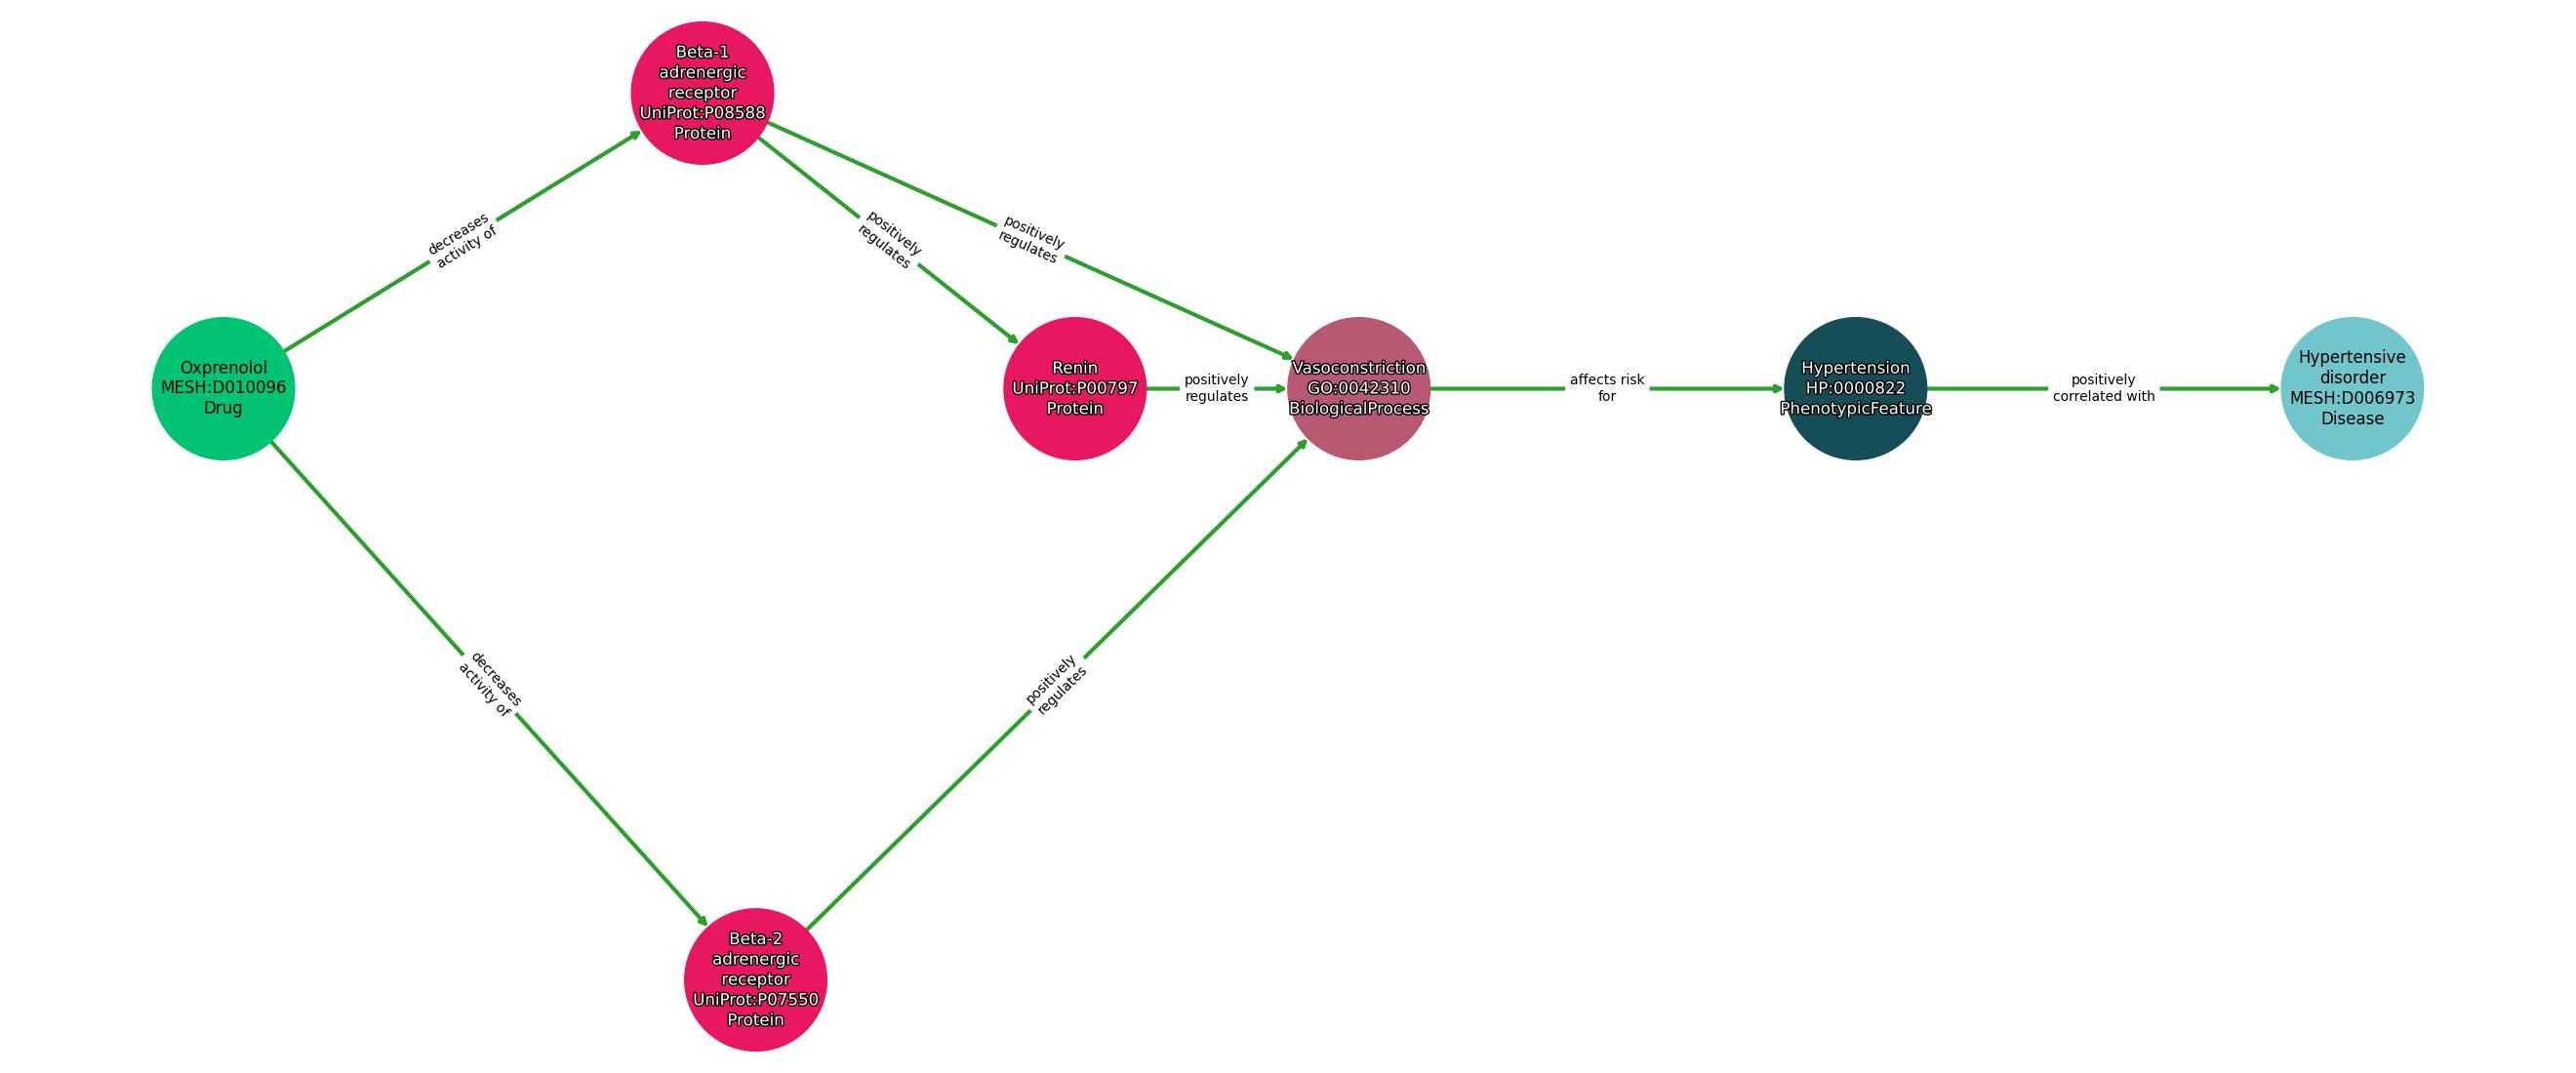 Beta-1
adrenergic
receptor
UniProt:P08588
Protein
decreases
activity of
positively
regulates
positively
regulates
Oxprenolol
MESH:D010096
Drug
Renin
UniProt:P00797
Protein
positively
regulates
Vasoconstriction
GO:0042310
BiologicalProcess
affects risk
for
Hypertension
HP:0000822
PhenotypicFeature
positively
correlated with
Hypertensive
disorder
MESH:D006973
Disease
decreases
activity of
positively
regulates
Beta-2
adrenergic
receptor
UniProt:P07550
Protein